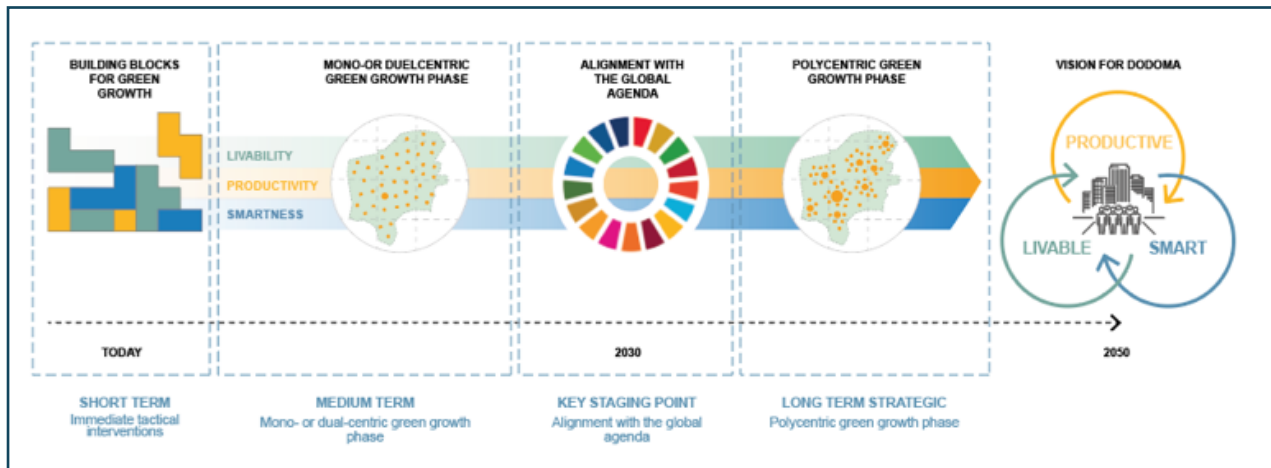 BUILDING BLOCKS
FOR GREEN
GROWTH
MONO-OR DUELCENTRIC
GREEN GROWTH PHASE
ALIGNMENT WITH
THE GLOBAL
AGENDA
POLYCENTRIC GREEN
GROWTH PHASE
VISION FOR DODOMA
LIVABILITY
PRODUCTIVITY
SMARTNESS
PRODUCTIVE
LIVABLE
SMART
TODAY
2030
2050
SHORT TERM
Immediate tactical
interventions
MEDIUM TERM
Mono- or dual-centric green growth
phase
KEY STAGING POINT
Alignment with the global
agenda
LONG TERM STRATEGIC
Polycentric green growth phase